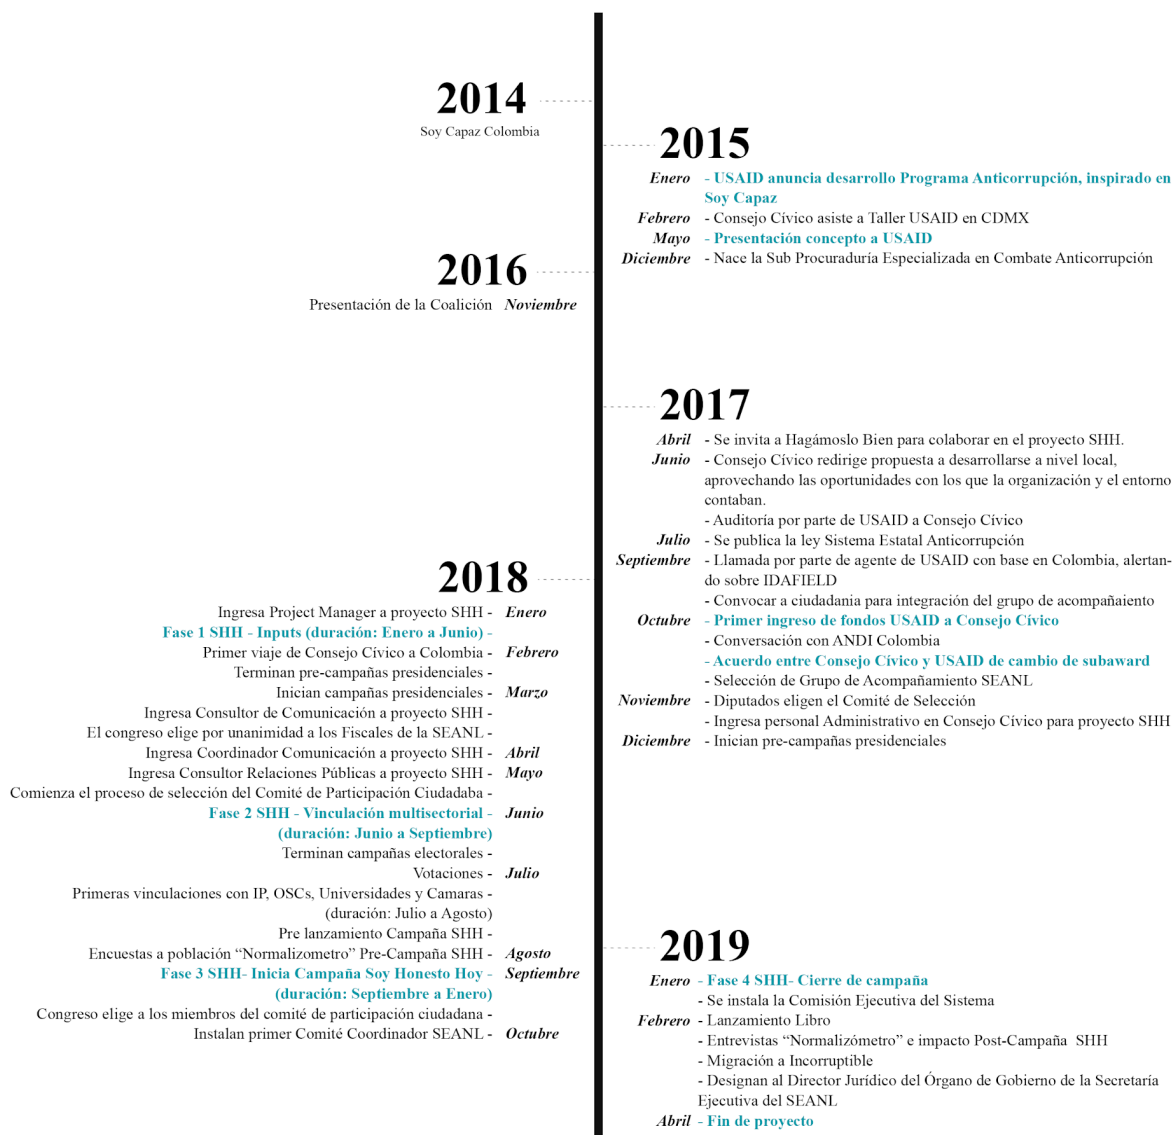 2014
Soy Capaz Colombia
2015
Enero - USAID anuncia desarrollo Programa Anticorrupción, inspirado en
Soy Capaz
Febrero - Consejo Cívico asiste a Taller USAID en CDMX
Mayo - Presentación concepto a USAID
Diciembre - Nace la Sub Procuraduría Especializada en Combate Anticorrupción
2016
Presentación de la Coalición Noviembre
2017
Abril - Se invita a Hagámoslo Bien para colaborar en el proyecto SHH.
Junio - Consejo Cívico redirige propuesta a desarrollarse a nivel local,
aprovechando las oportunidades con los que la organización y el entorno
contaban.
- Auditoría por parte de USAID a Consejo Cívico
Julio - Se publica la ley Sistema Estatal Anticorrupción
Septiembre - Llamada por parte de agente de USAID con base en Colombia, alertan-
do sobre IDAFIELD
- Convocar a ciudadania para integración del grupo de acompañaiento
Octubre - Primer ingreso de fondos USAID a Consejo Cívico
- Conversación con ANDI Colombia
- Acuerdo entre Consejo Cívico y USAID de cambio de subaward
- Selección de Grupo de Acompañamiento SEANL
Noviembre - Diputados eligen el Comité de Selección
- Ingresa personal Administrativo en Consejo Cívico para proyecto SHH
Diciembre - Inician pre-campañas presidenciales
2018
Ingresa Project Manager a proyecto SHH - Enero
Fase 1 SHH - Inputs (duración: Enero a Junio) -
Primer viaje de Consejo Cívico a Colombia - Febrero
Terminan pre-campañas presidenciales -
Inician campañas presidenciales - Marzo
Ingresa Consultor de Comunicación a proyecto SHH -
El congreso elige por unanimidad a los Fiscales de la SEANL -
Ingresa Coordinador Comunicación a proyecto SHH - Abril
Ingresa Consultor Relaciones Públicas a proyecto SHH - Mayo
Comienza el proceso de selección del Comité de Participación Ciudadaba -
Fase 2 SHH - Vinculación multisectorial - Junio
(duración: Junio a Septiembre)
Terminan campañas electorales -
Votaciones - Julio
Primeras vinculaciones con IP, OSCs, Universidades y Camaras -
(duración: Julio a Agosto)
Pre lanzamiento Campaña SHH -
Encuestas a población “Normalizometro” Pre-Campaña SHH - Agosto
Fase 3 SHH- Inicia Campaña Soy Honesto Hoy - Septiembre
(duración: Septiembre a Enero)
Congreso elige a los miembros del comité de participación ciudadana -
Instalan primer Comité Coordinador SEANL - Octubre
2019
Enero - Fase 4 SHH- Cierre de campaña
- Se instala la Comisión Ejecutiva del Sistema
Febrero - Lanzamiento Libro
- Entrevistas “Normalizómetro” e impacto Post-Campaña SHH
- Migración a Incorruptible
- Designan al Director Jurídico del Órgano de Gobierno de la Secretaría
Ejecutiva del SEANL
Abril - Fin de proyecto